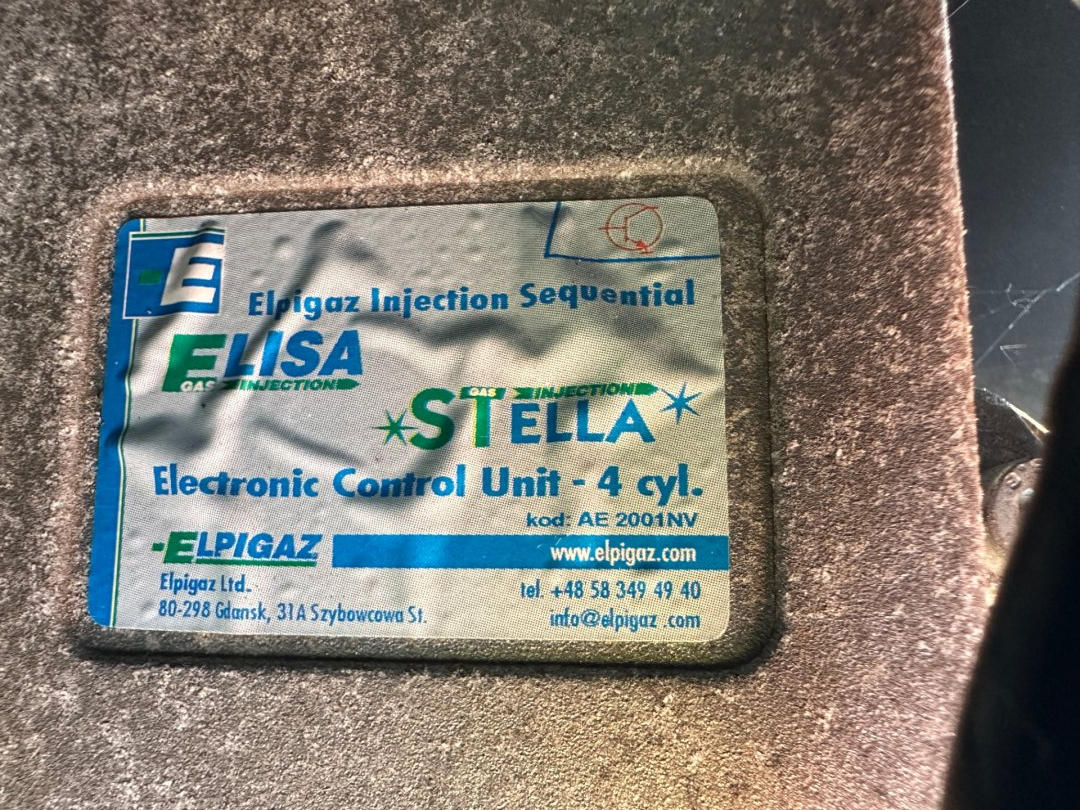 E
Elpigaz Injection Sequential
ELISA
GAS INJECTION
GAS INJECTION
STELLA
Electronic Control Unit - 4 cyl.
kod: AE 2001NV
ELPIGAZ
www.elpigaz.com
Elpigaz Ltd.
tel. +48 58 349 49 40
80-298 Gdansk, 31A Szybowcowa St.
info@elpigaz .com